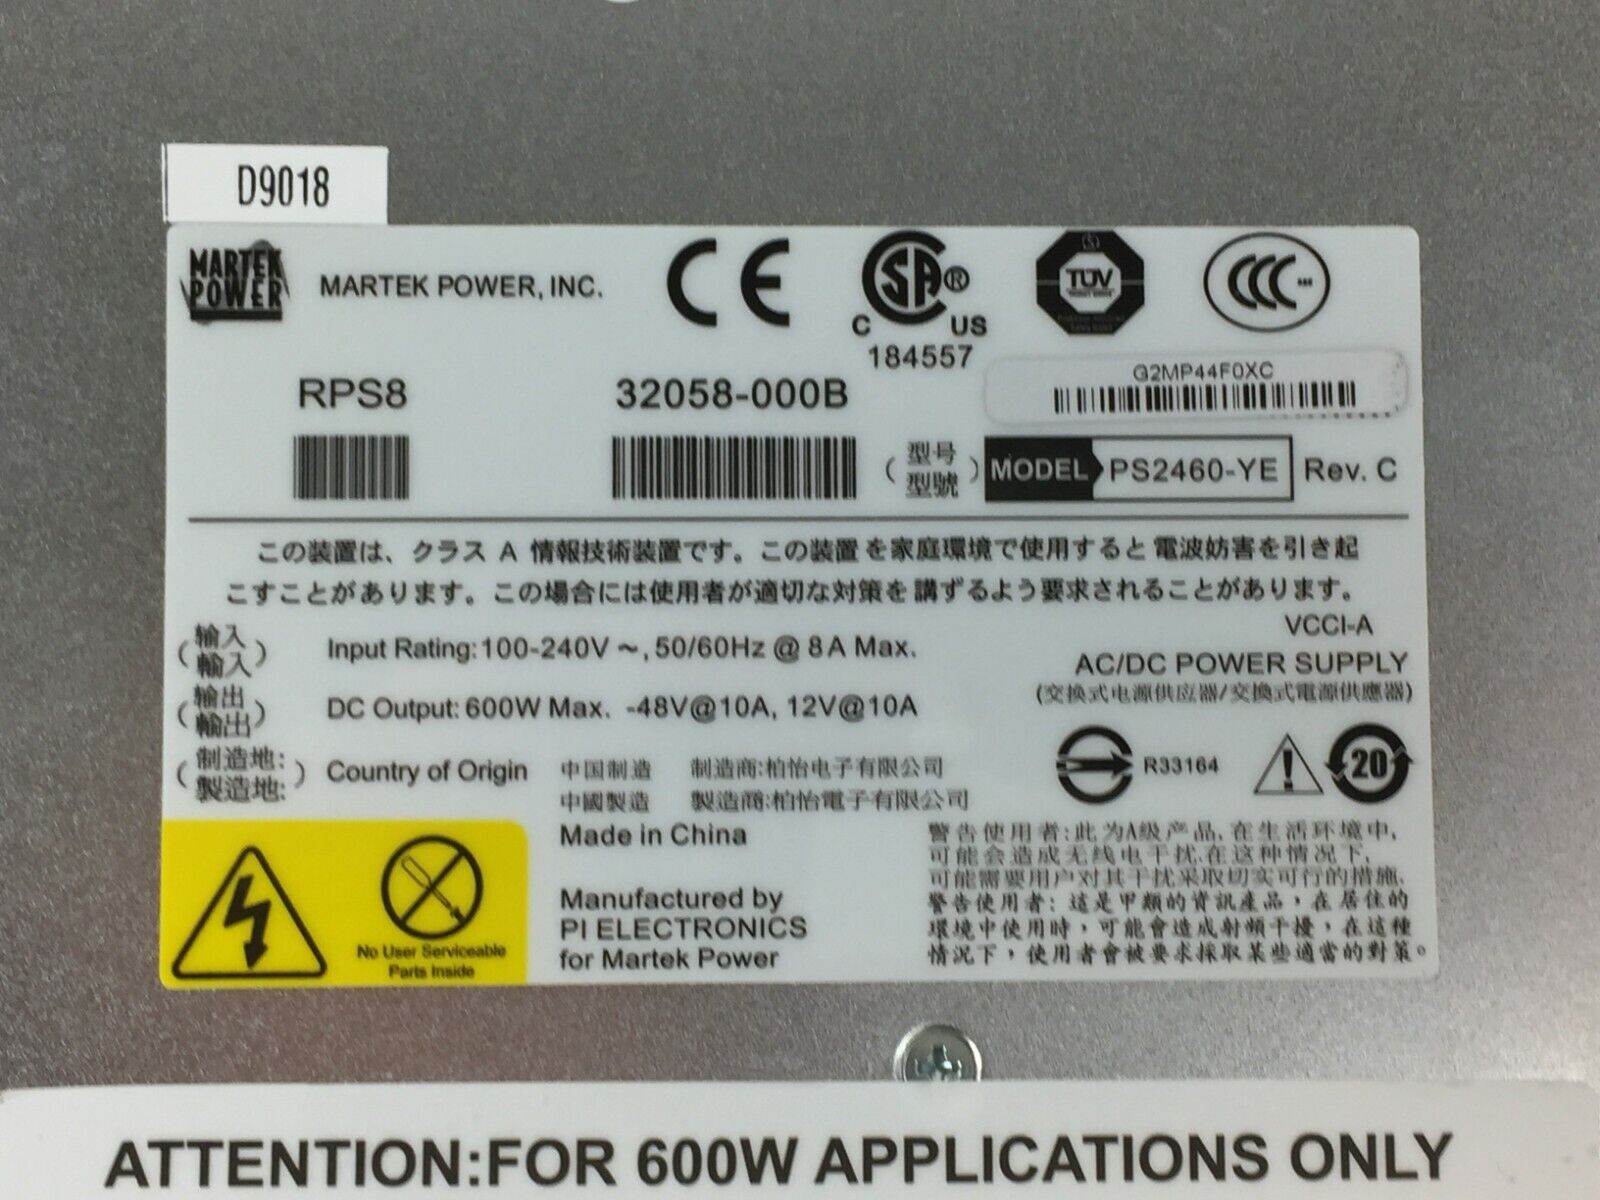 D9018
MARTEK POWER
MARTEK POWER, INC.
CE
CSA®
C US
184557
TÜV
CCC
G2MP44F0XC
RPS8
32058-000B
(型号 型號) MODEL PS2460-YE Rev. C
この装置は、クラス A 情報技術装置です。この装置を家庭環境で使用すると電波妨害を引き起
こすことがあります。この場合には使用者が適切な対策を講ずるよう要求されることがあります。
VCCI-A
(输入 輸入) Input Rating: 100-240V ~, 50/60Hz @ 8A Max.
AC/DC POWER SUPPLY
(交换式电源供应器/交換式電源供應器)
(输出 輸出) DC Output: 600W Max. -48V@10A, 12V@10A
(制造地: 製造地:) Country of Origin
中国制造 制造商:柏怡电子有限公司
中國製造 製造商:柏怡電子有限公司
Made in China
R33164
20
Manufactured by
PI ELECTRONICS
for Martek Power
No User Serviceable
Parts Inside
警告使用者:此为A级产品,在生活环境中,
可能会造成无线电干扰.在这种情况下,
可能需要用户对其干扰采取切实可行的措施.
警告使用者: 這是甲類的資訊產品，在居住的
環境中使用時，可能會造成射頻干擾，在這種
情況下，使用者會被要求採取某些適當的對策。
ATTENTION:FOR 600W APPLICATIONS ONLY